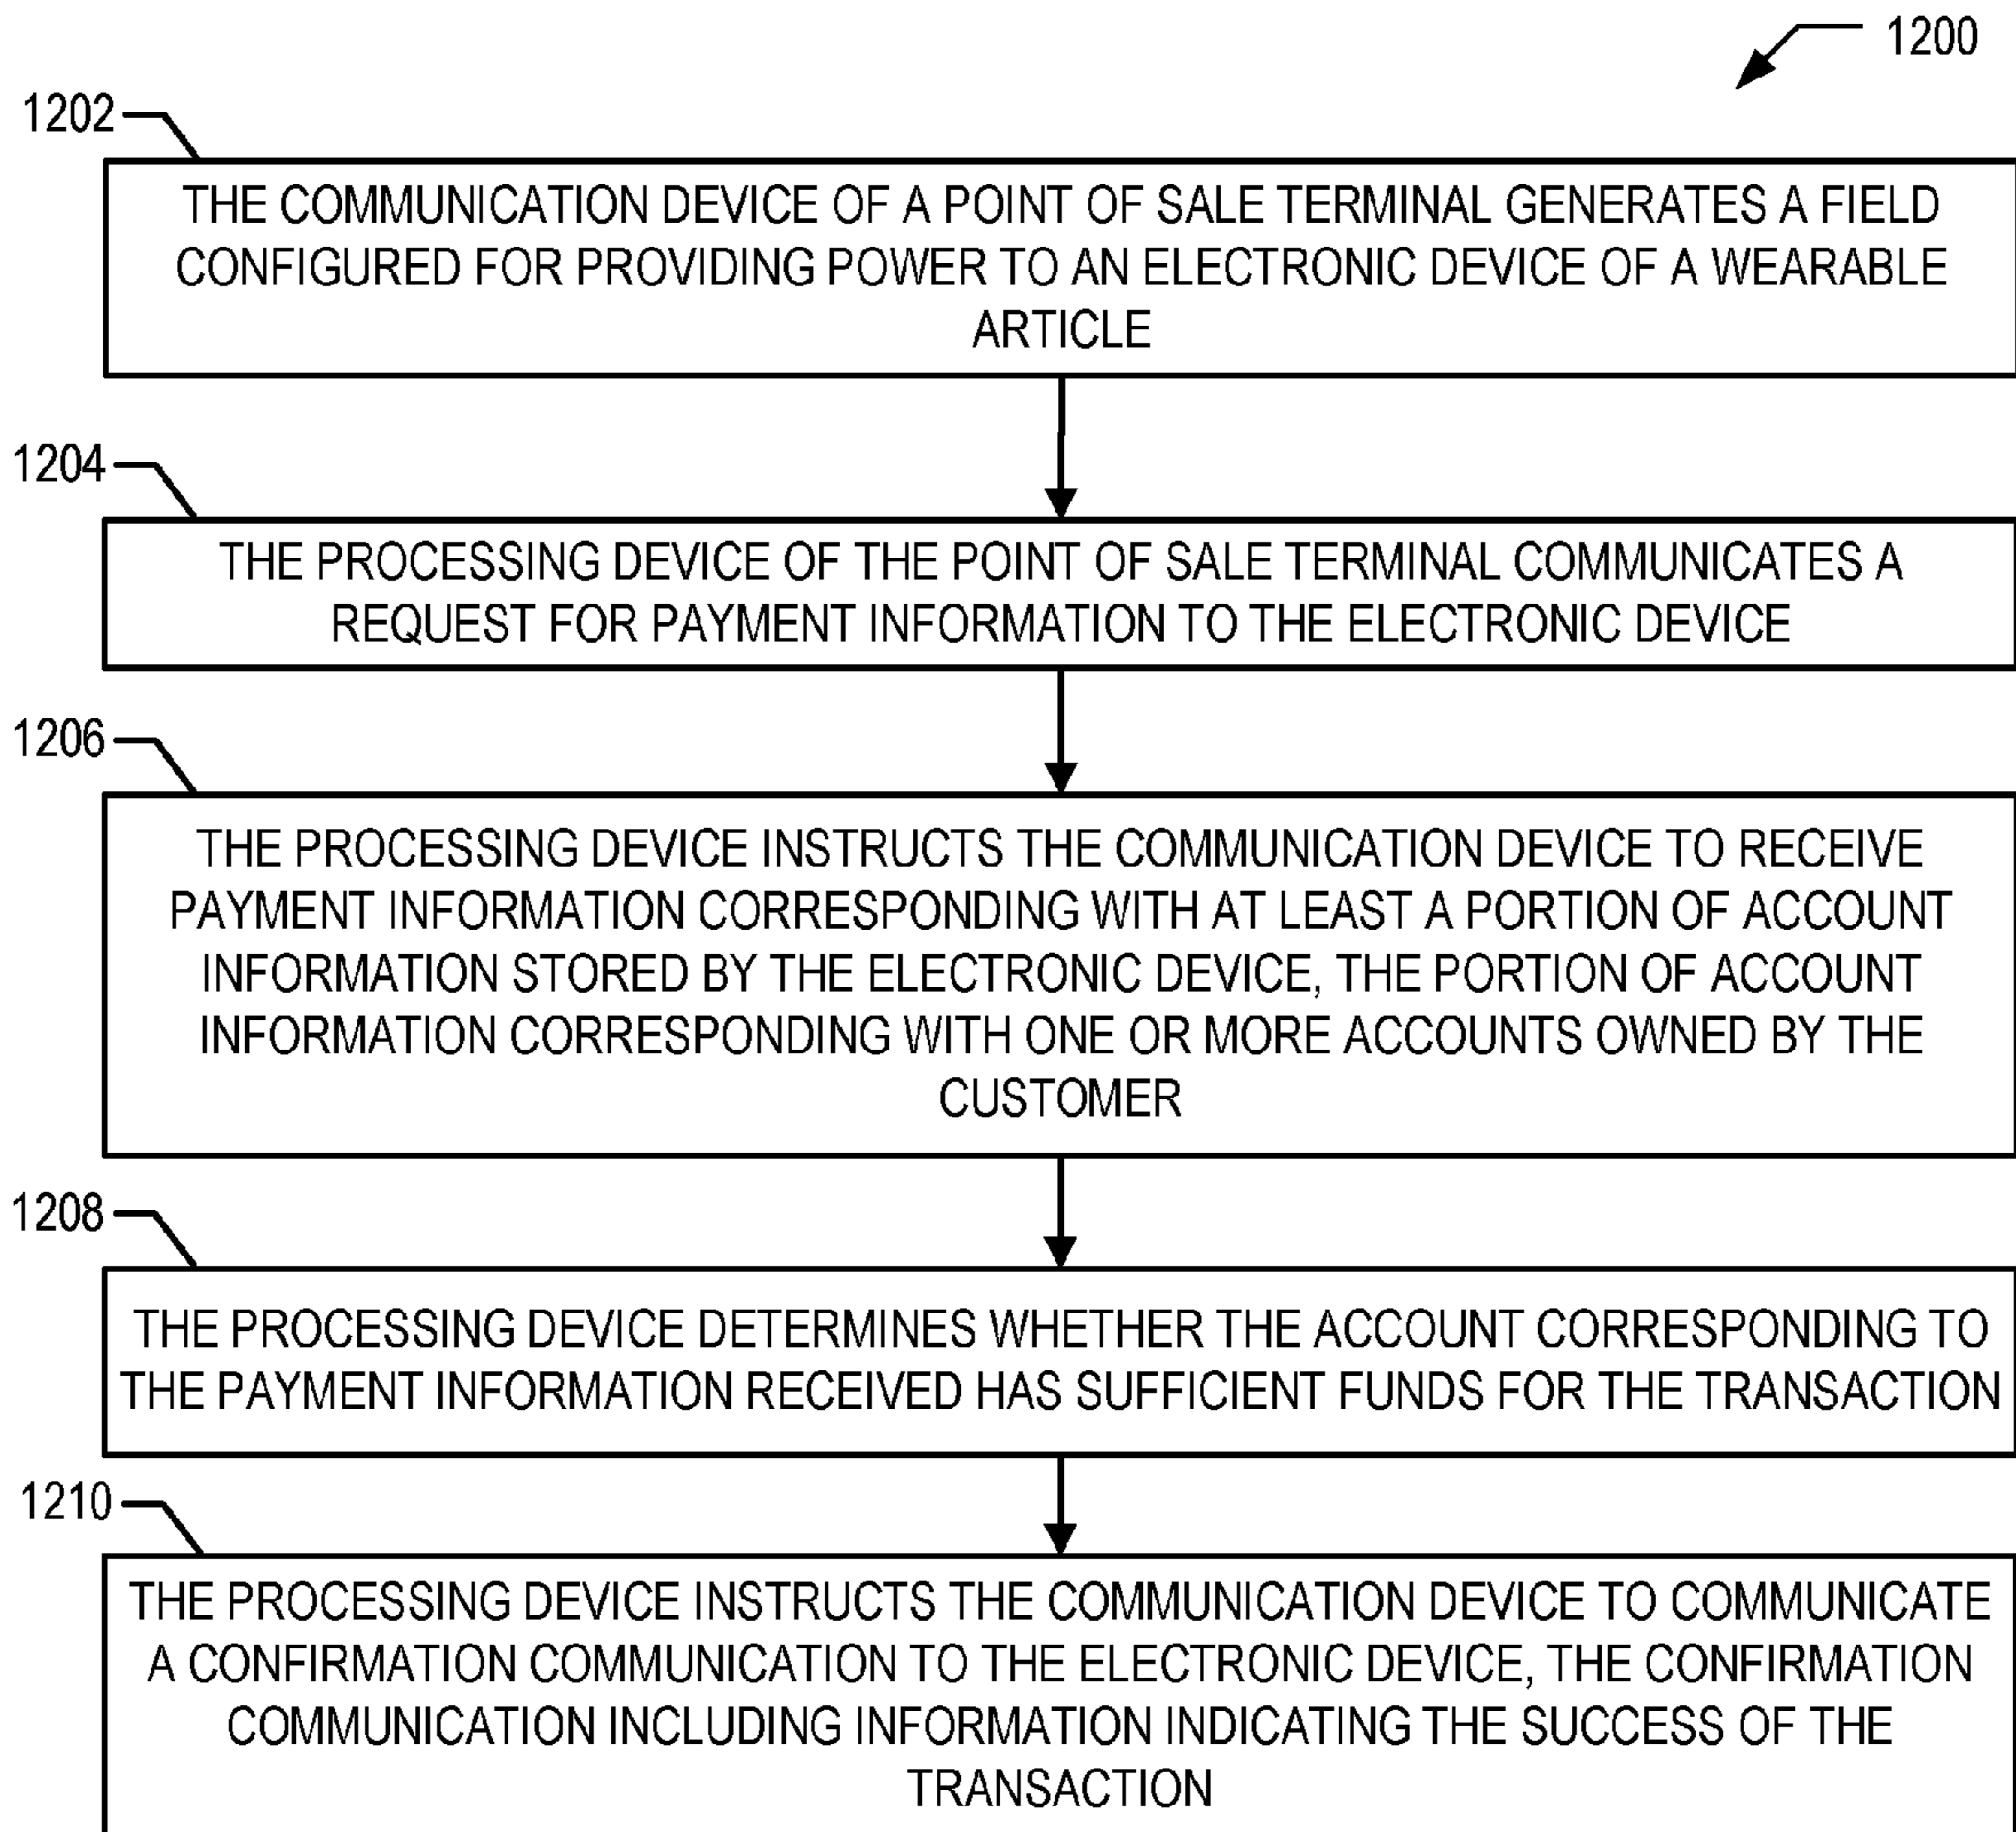 1200
1202
THE COMMUNICATION DEVICE OF A POINT OF SALE TERMINAL GENERATES A FIELD
CONFIGURED FOR PROVIDING POWER TO AN ELECTRONIC DEVICE OF A WEARABLE
ARTICLE
1204
THE PROCESSING DEVICE OF THE POINT OF SALE TERMINAL COMMUNICATES A
REQUEST FOR PAYMENT INFORMATION TO THE ELECTRONIC DEVICE
1206
THE PROCESSING DEVICE INSTRUCTS THE COMMUNICATION DEVICE TO RECEIVE
PAYMENT INFORMATION CORRESPONDING WITH AT LEAST A PORTION OF ACCOUNT
INFORMATION STORED BY THE ELECTRONIC DEVICE, THE PORTION OF ACCOUNT
INFORMATION CORRESPONDING WITH ONE OR MORE ACCOUNTS OWNED BY THE
CUSTOMER
1208
THE PROCESSING DEVICE DETERMINES WHETHER THE ACCOUNT CORRESPONDING TO
THE PAYMENT INFORMATION RECEIVED HAS SUFFICIENT FUNDS FOR THE TRANSACTION
1210
THE PROCESSING DEVICE INSTRUCTS THE COMMUNICATION DEVICE TO COMMUNICATE
A CONFIRMATION COMMUNICATION TO THE ELECTRONIC DEVICE, THE CONFIRMATION
COMMUNICATION INCLUDING INFORMATION INDICATING THE SUCCESS OF THE
TRANSACTION